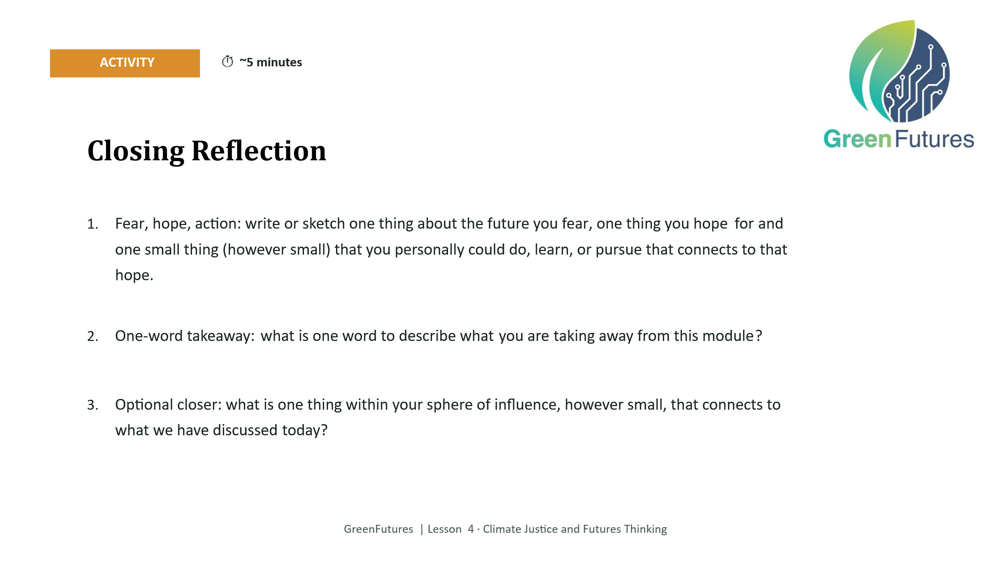 ACTIVITY
⏱ ~5 minutes
Green Futures
Closing Reflection
1. Fear, hope, action: write or sketch one thing about the future you fear, one thing you hope for and
one small thing (however small) that you personally could do, learn, or pursue that connects to that
hope.
2. One-word takeaway: what is one word to describe what you are taking away from this module?
3. Optional closer: what is one thing within your sphere of influence, however small, that connects to
what we have discussed today?
GreenFutures | Lesson 4 · Climate Justice and Futures Thinking